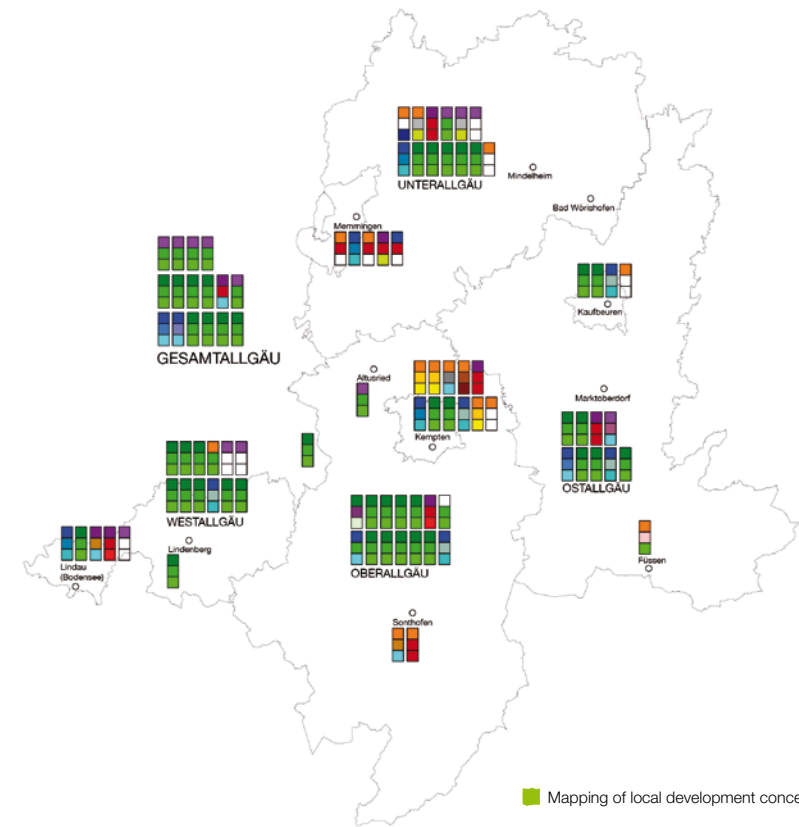 UNTERALLGÄU
Mindelheim
Bad Wörishofen
Memmingen
Kaufbeuren
GESAMTALLGÄU
Altusried
Marktoberdorf
Kempten
OSTALLGÄU
WESTALLGÄU
Lindenberg
Lindau
(Bodensee)
OBERALLGÄU
Füssen
Sonthofen
Mapping of local development conce